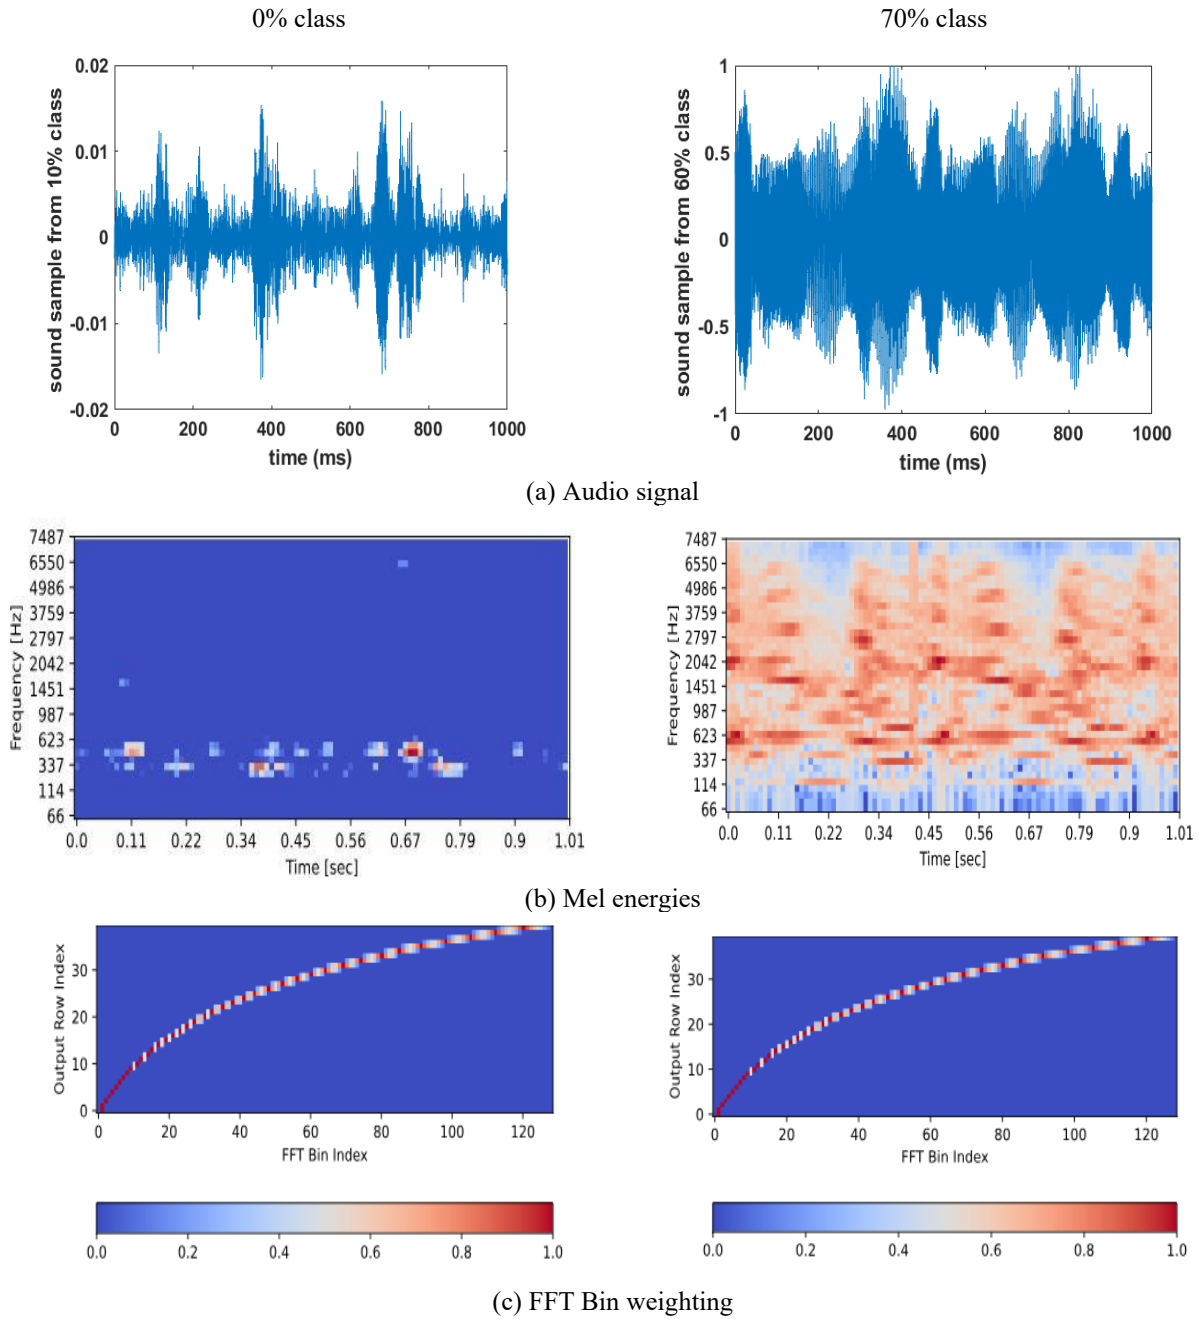 0% class 70% class
sound sample from 10% class
0.02
0.01
0
-0.01
-0.02
0 200 400 600 800 1000
time (ms)
sound sample from 60% class
1
0.5
0
-0.5
-1
0 200 400 600 800 1000
time (ms)
(a) Audio signal
Frequency [Hz]
7487
6550
4986
3759
2797
2042
1451
987
623
337
114
66
0.0 0.11 0.22 0.34 0.45 0.56 0.67 0.79 0.9 1.01
Time [sec]
Frequency [Hz]
7487
6550
4986
3759
2797
2042
1451
987
623
337
114
66
0.0 0.11 0.22 0.34 0.45 0.56 0.67 0.79 0.9 1.01
Time [sec]
(b) Mel energies
Output Row Index
30
20
10
0
0 20 40 60 80 100 120
FFT Bin Index
0.0 0.2 0.4 0.6 0.8 1.0
Output Row Index
30
20
10
0
0 20 40 60 80 100 120
FFT Bin Index
0.0 0.2 0.4 0.6 0.8 1.0
(c) FFT Bin weighting